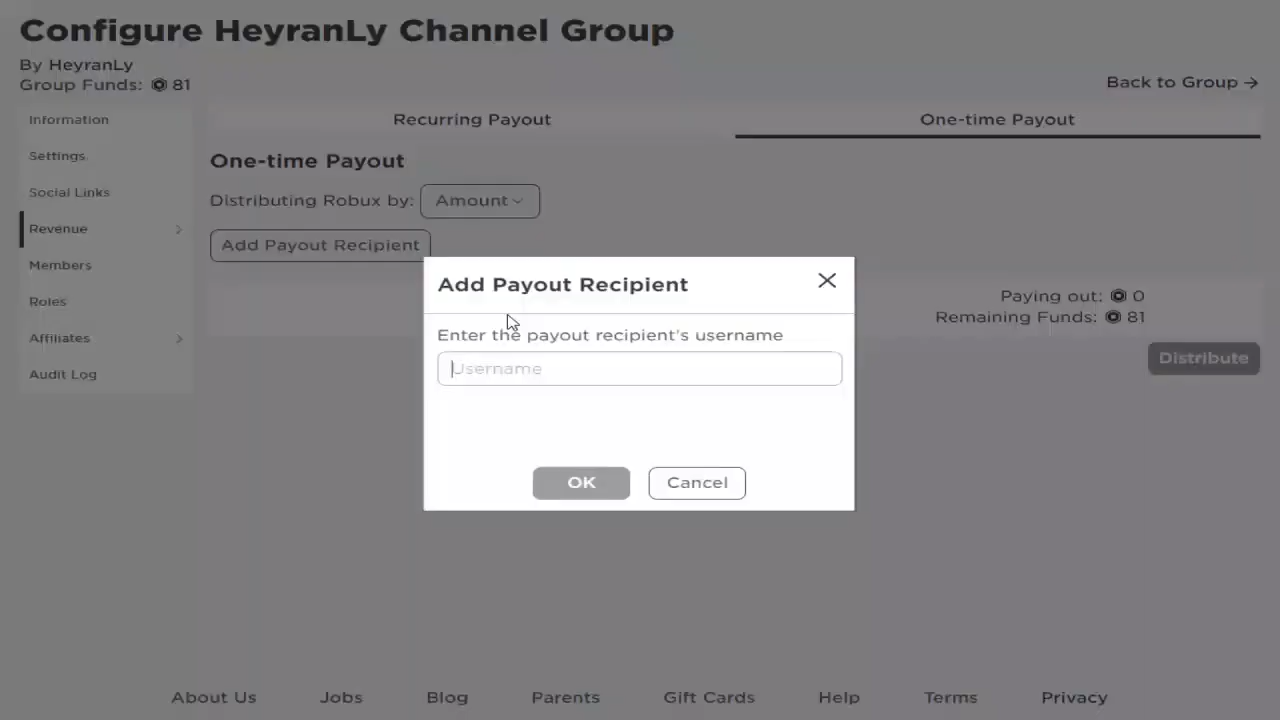 Configure HeyranLy Channel Group
By HeyranLy
Group Funds: 81
Back to Group →
Information
Settings
Social Links
Revenue
Members
Roles
Affiliates
Audit Log
Recurring Payout
One-time Payout
One-time Payout
Distributing Robux by: Amount
Add Payout Recipient
Paying out: 0
Remaining Funds: 81
Distribute
Add Payout Recipient
Enter the payout recipient's username
Username
OK
Cancel
About Us Jobs Blog Parents Gift Cards Help Terms Privacy